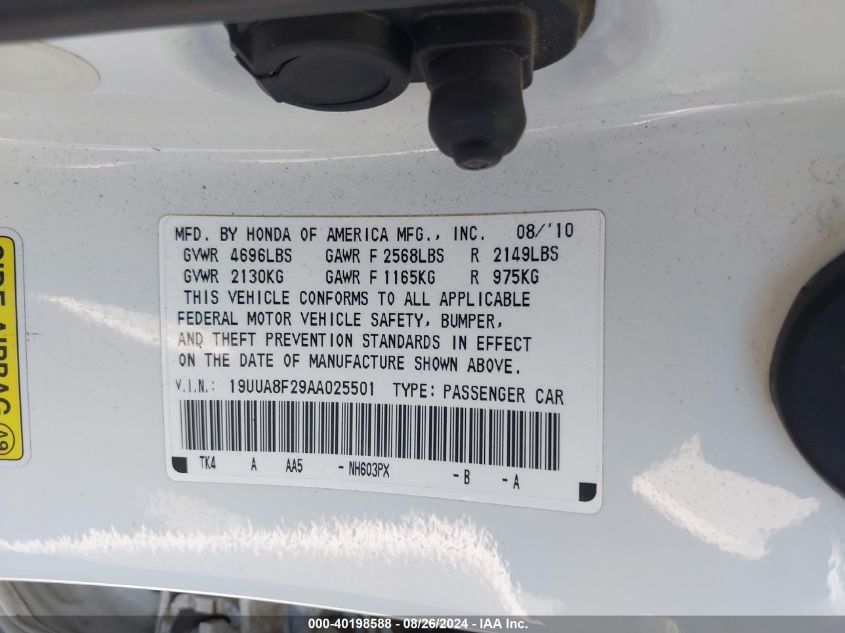 MFD. BY HONDA OF AMERICA MFG., INC. 08/'10
GVWR 4696LBS GAWR F 2568LBS R 2149LBS
GVWR 2130KG GAWR F 1165KG R 975KG
THIS VEHICLE CONFORMS TO ALL APPLICABLE
FEDERAL MOTOR VEHICLE SAFETY, BUMPER,
AND THEFT PREVENTION STANDARDS IN EFFECT
ON THE DATE OF MANUFACTURE SHOWN ABOVE.
V.I.N.: 19UUA8F29AA025501 TYPE: PASSENGER CAR
TK4 A AA5 - NH603PX - B - A
SIDE AIRBAG
A9
000-40198588 - 08/26/2024 - IAA Inc.